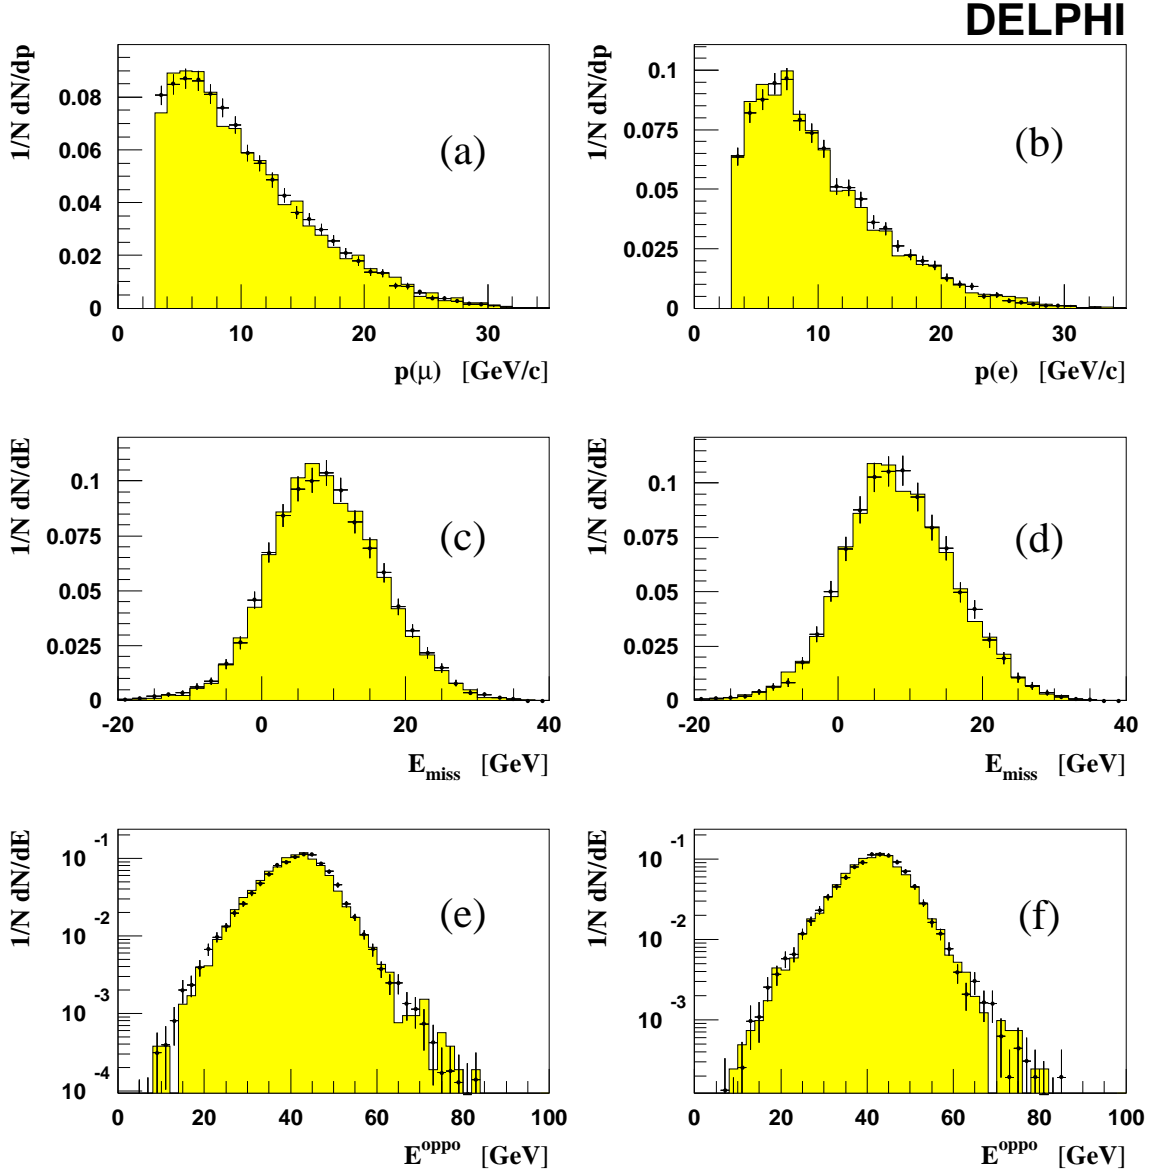 DELPHI
1/N dN/dp
0.08
0.06
0.04
0.02
0
(a)
0 10 20 30
p(μ) [GeV/c]
1/N dN/dp
0.1
0.075
0.05
0.025
0
(b)
0 10 20 30
p(e) [GeV/c]
1/N dN/dE
0.1
0.075
0.05
0.025
0
(c)
-20 0 20 40
E_miss [GeV]
1/N dN/dE
0.1
0.075
0.05
0.025
0
(d)
-20 0 20 40
E_miss [GeV]
1/N dN/dE
10^-1
10^-2
10^-3
10^-4
(e)
0 20 40 60 80 100
E^oppo [GeV]
1/N dN/dE
10^-1
10^-2
10^-3
(f)
0 20 40 60 80 100
E^oppo [GeV]